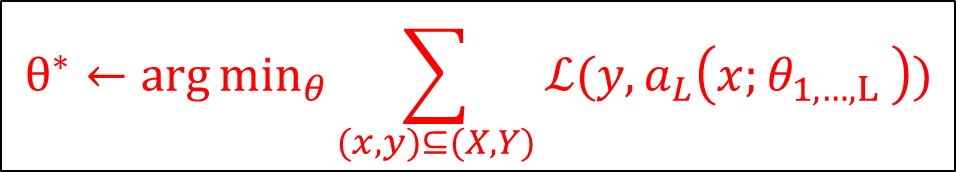 θ* ← arg min_θ ∑_{(x,y)⊆(X,Y)} ℒ(y, a_L(x; θ_{1,…,L}))